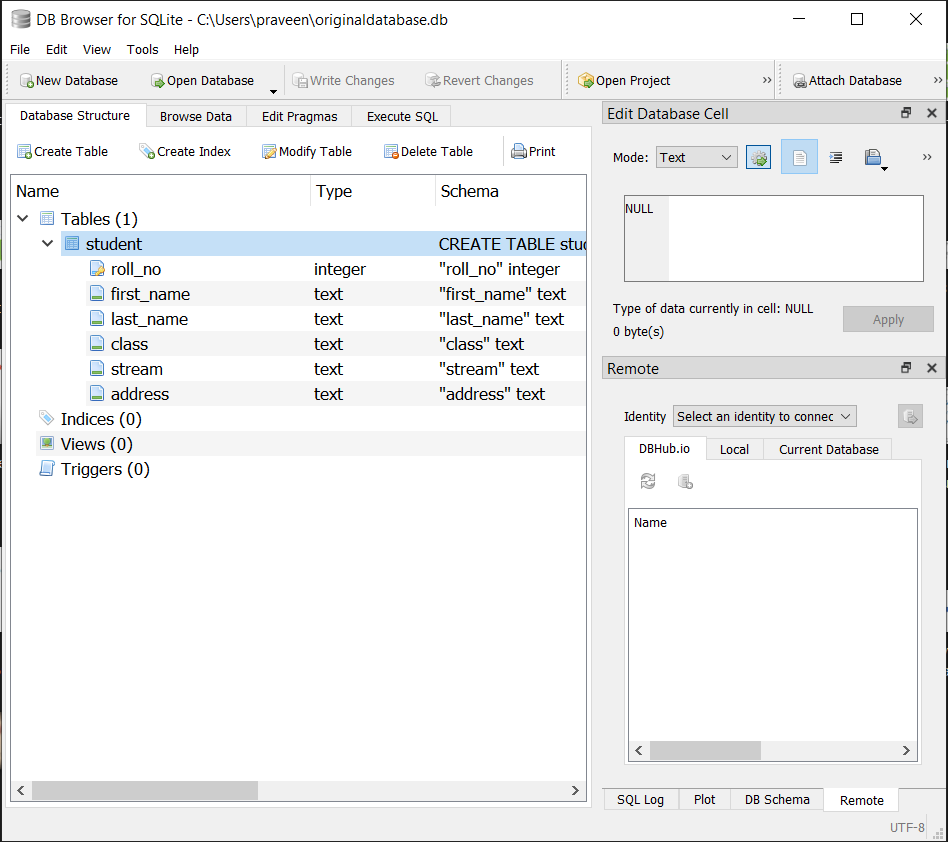 DB Browser for SQLite - C:\Users\praveen\originaldatabase.db
File Edit View Tools Help
New Database Open Database Write Changes Revert Changes Open Project » Attach Database »
Database Structure Browse Data Edit Pragmas Execute SQL
Create Table Create Index Modify Table Delete Table Print
Name Type Schema
Tables (1)
student CREATE TABLE stud
roll_no integer "roll_no" integer
first_name text "first_name" text
last_name text "last_name" text
class text "class" text
stream text "stream" text
address text "address" text
Indices (0)
Views (0)
Triggers (0)
Edit Database Cell
Mode: Text »
NULL
Type of data currently in cell: NULL
0 byte(s)
Apply
Remote
Identity Select an identity to connec
DBHub.io Local Current Database
Name
SQL Log Plot DB Schema Remote
UTF-8